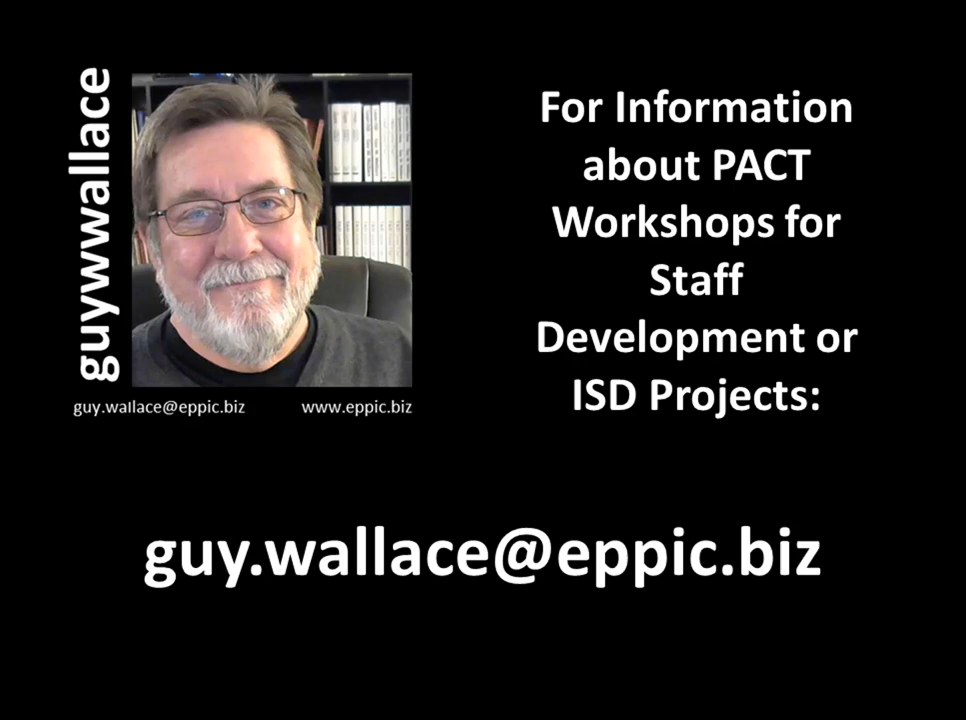 guywwallace
guy.wallace@eppic.biz www.eppic.biz
For Information
about PACT
Workshops for
Staff
Development or
ISD Projects:
guy.wallace@eppic.biz